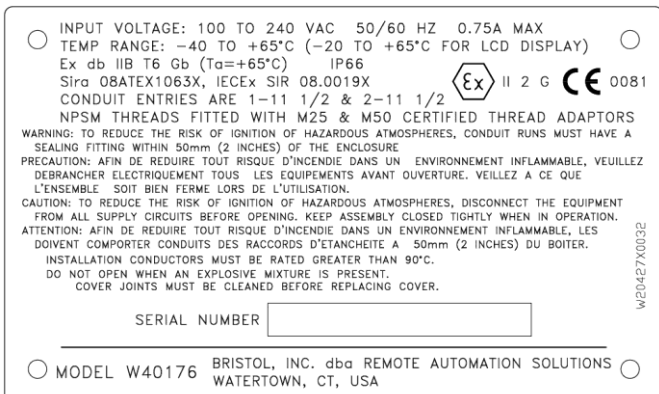 INPUT VOLTAGE: 100 TO 240 VAC 50/60 HZ 0.75A MAX
TEMP RANGE: -40 TO +65°C (-20 TO +65°C FOR LCD DISPLAY)
Ex db IIB T6 Gb (Ta=+65°C) IP66
Sira 08ATEX1063X, IECEx SIR 08.0019X Ex II 2 G CE 0081
CONDUIT ENTRIES ARE 1-11 1/2 & 2-11 1/2
NPSM THREADS FITTED WITH M25 & M50 CERTIFIED THREAD ADAPTORS
WARNING: TO REDUCE THE RISK OF IGNITION OF HAZARDOUS ATMOSPHERES, CONDUIT RUNS MUST HAVE A
SEALING FITTING WITHIN 50mm (2 INCHES) OF THE ENCLOSURE
PRECAUTION: AFIN DE REDUIRE TOUT RISQUE D'INCENDIE DANS UN ENVIRONNEMENT INFLAMMABLE, VEUILLEZ
DEBRANCHER ELECTRIQUEMENT TOUS LES EQUIPEMENTS AVANT OUVERTURE. VEILLEZ A CE QUE
L'ENSEMBLE SOIT BIEN FERME LORS DE L'UTILISATION.
CAUTION: TO REDUCE THE RISK OF IGNITION OF HAZARDOUS ATMOSPHERES, DISCONNECT THE EQUIPMENT
FROM ALL SUPPLY CIRCUITS BEFORE OPENING. KEEP ASSEMBLY CLOSED TIGHTLY WHEN IN OPERATION.
ATTENTION: AFIN DE REDUIRE TOUT RISQUE D'INCENDIE DANS UN ENVIRONNEMENT INFLAMMABLE, LES
DOIVENT COMPORTER CONDUITS DES RACCORDS D'ETANCHEITE A 50mm (2 INCHES) DU BOITER.
INSTALLATION CONDUCTORS MUST BE RATED GREATER THAN 90°C.
DO NOT OPEN WHEN AN EXPLOSIVE MIXTURE IS PRESENT.
COVER JOINTS MUST BE CLEANED BEFORE REPLACING COVER.
W20427X0032
SERIAL NUMBER
MODEL W40176 BRISTOL, INC. dba REMOTE AUTOMATION SOLUTIONS
WATERTOWN, CT, USA